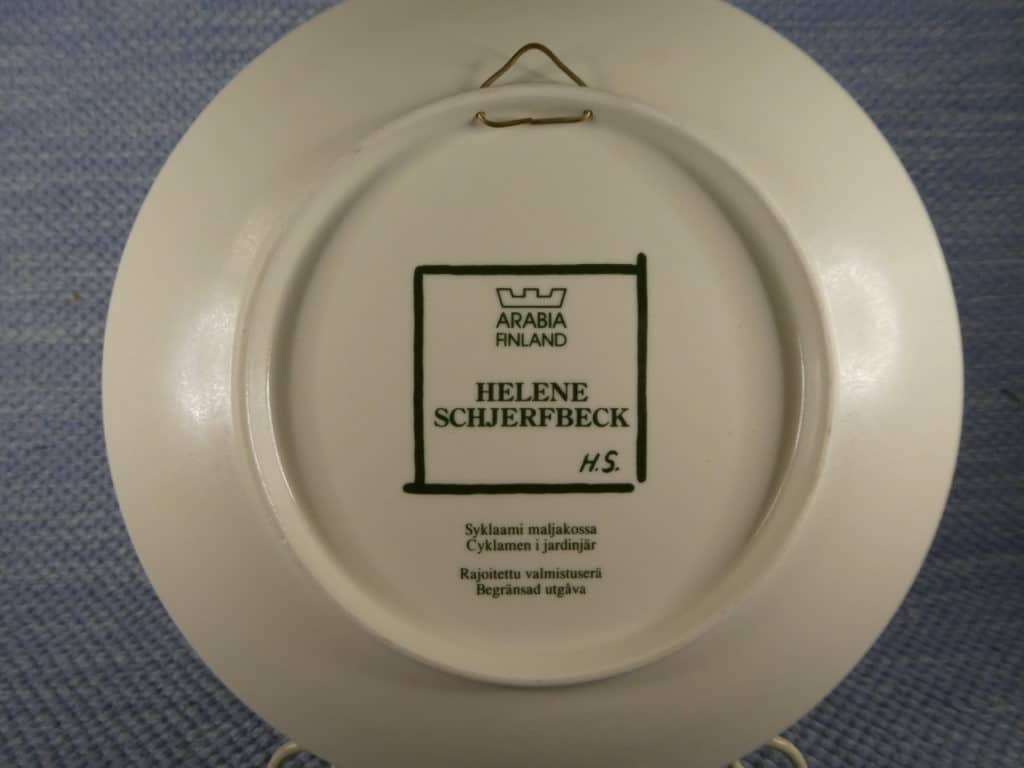 ARABIA
FINLAND
HELENE
SCHJERFBECK
H.S.
Syklaami maljakossa
Cyklamen i jardinjär
Rajoitettu valmistuserä
Begränsad utgåva